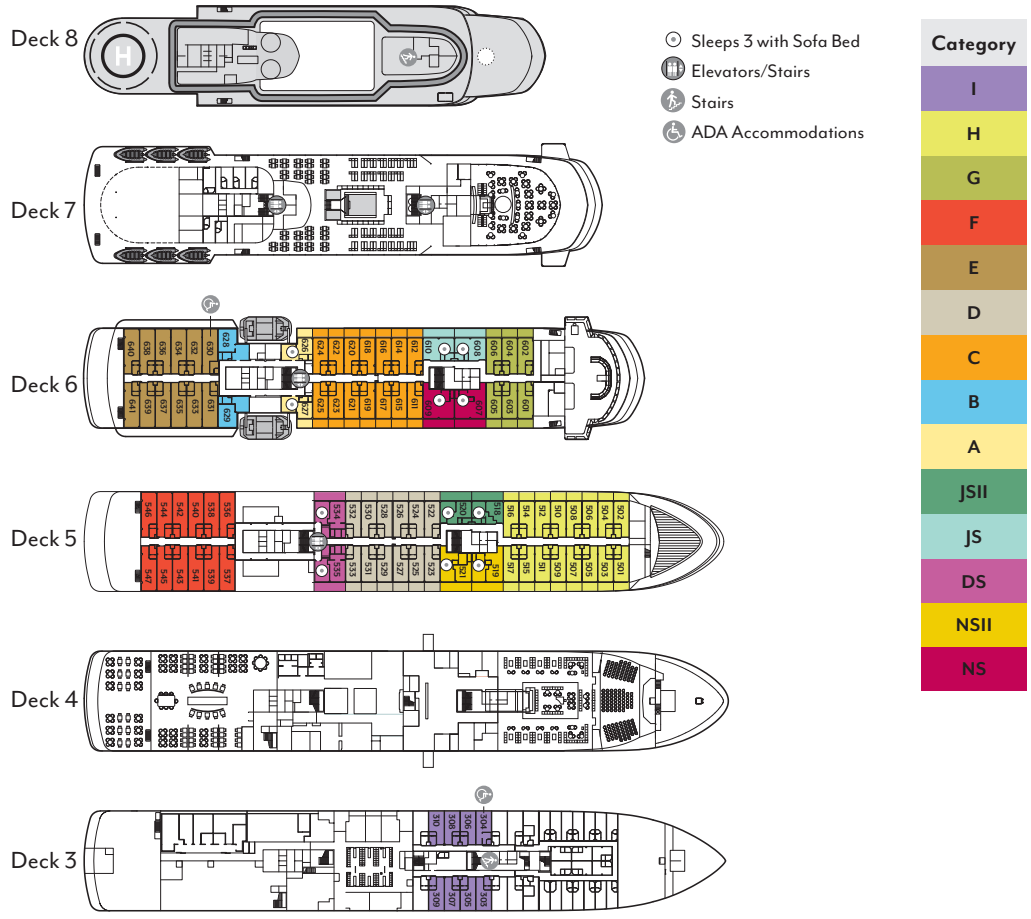 Deck 8
H
Sleeps 3 with Sofa Bed
Elevators/Stairs
Stairs
ADA Accommodations
Category
I
H
G
F
E
D
C
B
A
JSII
JS
DS
NSII
NS
Deck 7
Deck 6
640 638 636 634 632 630 628 626 624 622 620 618 616 614 612 610 608 606 604 602
641 639 637 635 633 631 629 627 625 623 621 619 617 615 611 609 607 605 603 601
Deck 5
546 544 542 540 538 536 534 532 530 528 526 524 522 520 518 516 514 512 510 508 506 504 502
547 545 543 541 539 537 535 533 531 529 527 525 523 521 519 517 515 511 509 507 505 503 501
Deck 4
Deck 3
310 308 306 304
309 307 305 303